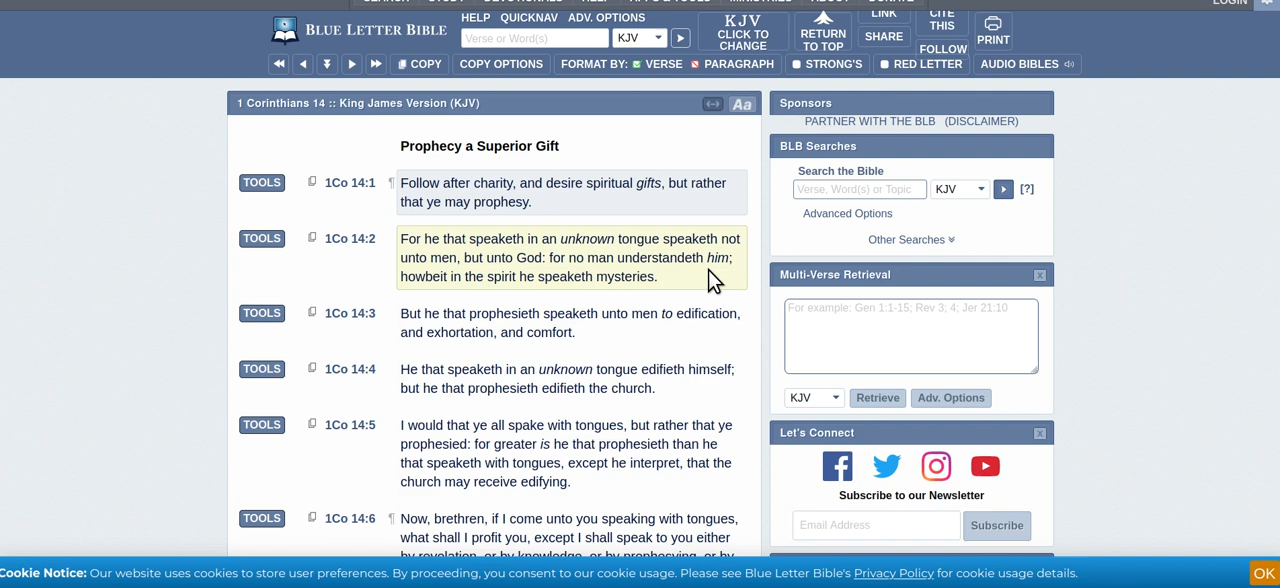 HELP QUICKNAV ADV. OPTIONS
BLUE LETTER BIBLE
Verse or Word(s)
KJV
KJV
CLICK TO
CHANGE
RETURN
TO TOP
LINK
SHARE
CITE
THIS
FOLLOW
PRINT
LOGIN
COPY
COPY OPTIONS
FORMAT BY: VERSE PARAGRAPH
STRONG'S
RED LETTER
AUDIO BIBLES
1 Corinthians 14 :: King James Version (KJV)
Aa
Prophecy a Superior Gift
TOOLS 1Co 14:1 ¶ Follow after charity, and desire spiritual gifts, but rather
that ye may prophesy.
TOOLS 1Co 14:2 For he that speaketh in an unknown tongue speaketh not
unto men, but unto God: for no man understandeth him;
howbeit in the spirit he speaketh mysteries.
TOOLS 1Co 14:3 But he that prophesieth speaketh unto men to edification,
and exhortation, and comfort.
TOOLS 1Co 14:4 He that speaketh in an unknown tongue edifieth himself;
but he that prophesieth edifieth the church.
TOOLS 1Co 14:5 I would that ye all spake with tongues, but rather that ye
prophesied: for greater is he that prophesieth than he
that speaketh with tongues, except he interpret, that the
church may receive edifying.
TOOLS 1Co 14:6 ¶ Now, brethren, if I come unto you speaking with tongues,
what shall I profit you, except I shall speak to you either
by revelation, or by knowledge, or by prophesying, or by
Sponsors
PARTNER WITH THE BLB (DISCLAIMER)
BLB Searches
Search the Bible
Verse, Word(s) or Topic
KJV
[?]
Advanced Options
Other Searches
Multi-Verse Retrieval
x
For example: Gen 1:1-15; Rev 3; 4; Jer 21:10
KJV
Retrieve
Adv. Options
Let's Connect
x
Subscribe to our Newsletter
Email Address
Subscribe
Cookie Notice: Our website uses cookies to store user preferences. By proceeding, you consent to our cookie usage. Please see Blue Letter Bible's Privacy Policy for cookie usage details.
OK